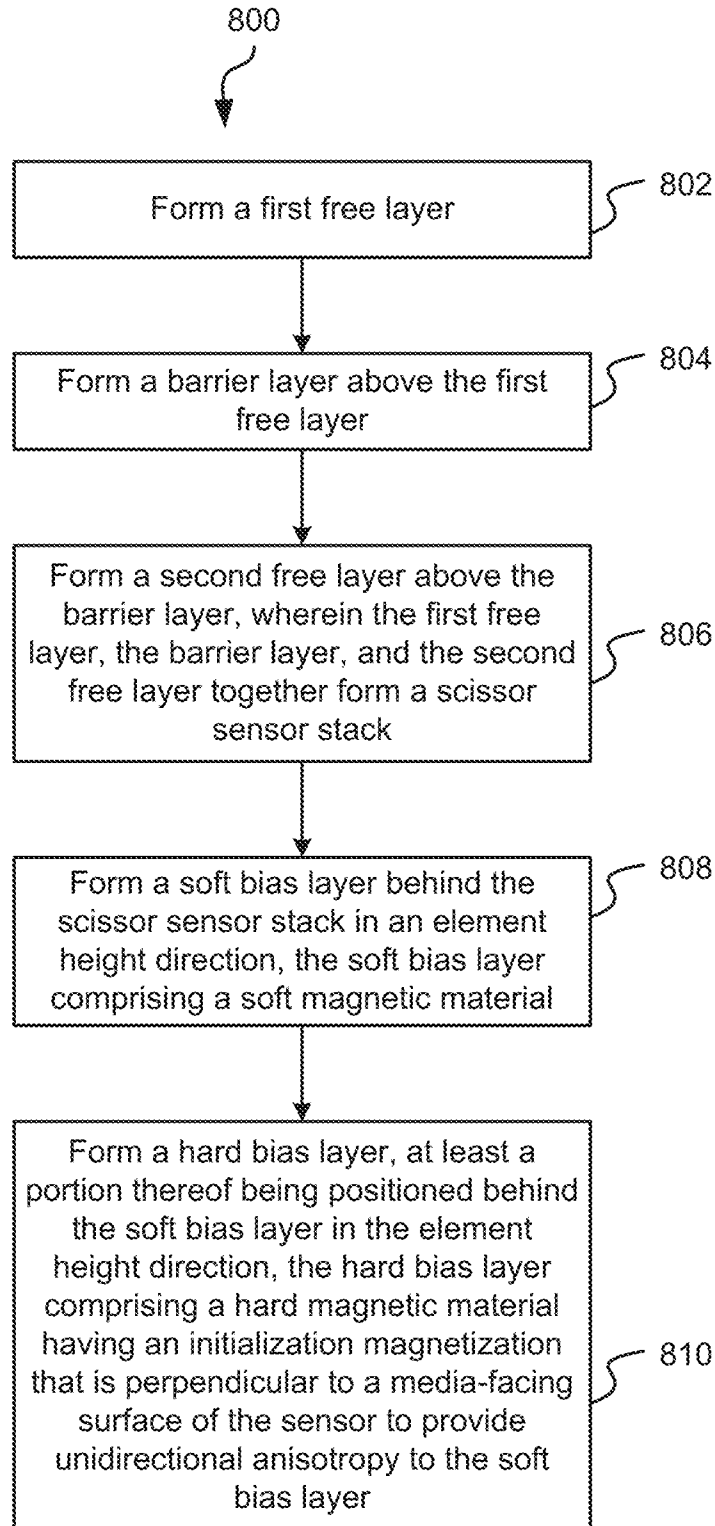 800
Form a first free layer
802
Form a barrier layer above the first
free layer
804
Form a second free layer above the
barrier layer, wherein the first free
layer, the barrier layer, and the second
free layer together form a scissor
sensor stack
806
Form a soft bias layer behind the
scissor sensor stack in an element
height direction, the soft bias layer
comprising a soft magnetic material
808
Form a hard bias layer, at least a
portion thereof being positioned behind
the soft bias layer in the element
height direction, the hard bias layer
comprising a hard magnetic material
having an initialization magnetization
that is perpendicular to a media-facing
surface of the sensor to provide
unidirectional anisotropy to the soft
bias layer
810